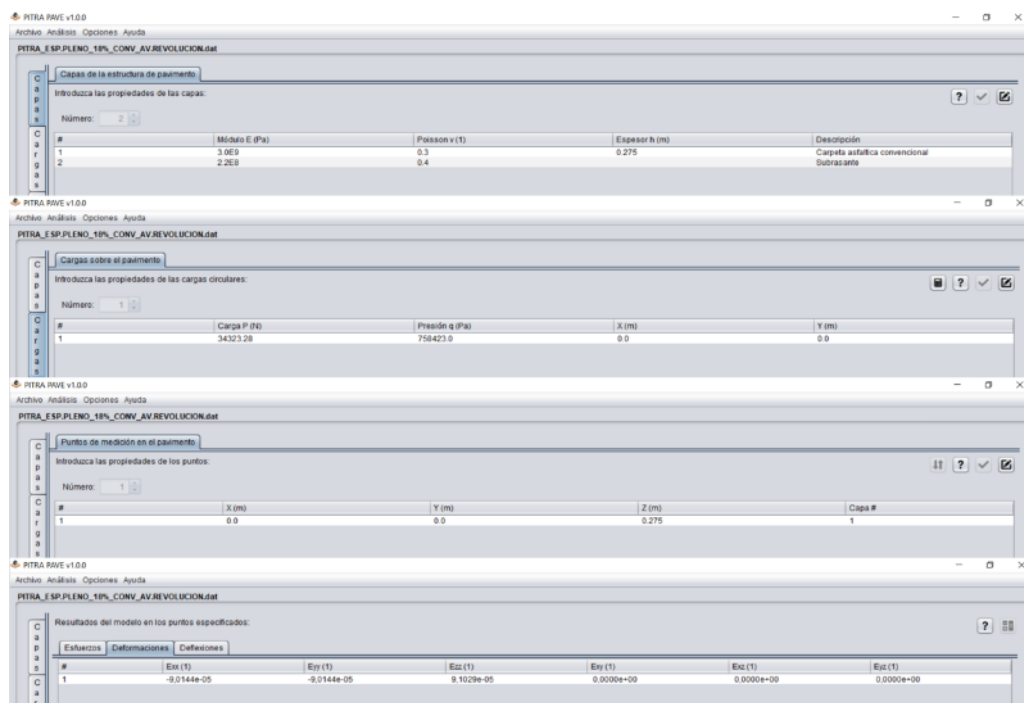 PITRA PAVE v1.0.0
Archivo Análisis Opciones Ayuda
PITRA_ESP.PLENO_18%_CONV_AV.REVOLUCION.dat
Capas
Cargas
Capas de la estructura de pavimento
Introduzca las propiedades de las capas:
?
Número: 2
# Módulo E (Pa) Poisson v (1) Espesor h (m) Descripción
1 3.0E9 0.3 0.275 Carpeta asfaltica convencional
2 2.2E8 0.4 Subrasante
PITRA PAVE v1.0.0
Archivo Análisis Opciones Ayuda
PITRA_ESP.PLENO_18%_CONV_AV.REVOLUCION.dat
Capas
Cargas
Cargas sobre el pavimento
Introduzca las propiedades de las cargas circulares:
?
Número: 1
# Carga P (N) Presión q (Pa) X (m) Y (m)
1 34323.28 758423.0 0.0 0.0
PITRA PAVE v1.0.0
Archivo Análisis Opciones Ayuda
PITRA_ESP.PLENO_18%_CONV_AV.REVOLUCION.dat
Capas
Cargas
Puntos de medición en el pavimento
Introduzca las propiedades de los puntos:
?
Número: 1
# X (m) Y (m) Z (m) Capa #
1 0.0 0.0 0.275 1
PITRA PAVE v1.0.0
Archivo Análisis Opciones Ayuda
PITRA_ESP.PLENO_18%_CONV_AV.REVOLUCION.dat
Capas
Car
Resultados del modelo en los puntos especificados:
?
Esfuerzos Deformaciones Deflexiones
# Exx (1) Eyy (1) Ezz (1) Exy (1) Exz (1) Eyz (1)
1 -9,0144e-05 -9,0144e-05 9,1029e-05 0,0000e+00 0,0000e+00 0,0000e+00